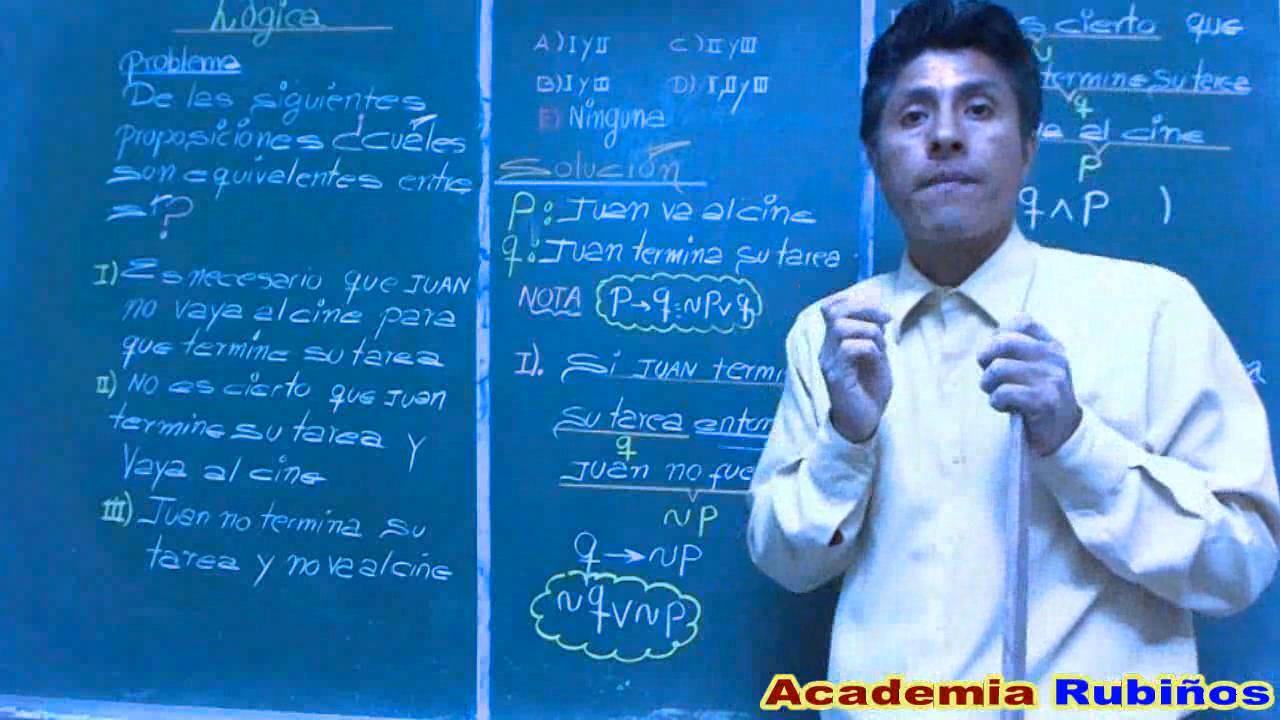 Lógica
problema
De las siguientes
proposiciones ¿cuáles
son equivalentes entre
sí?
I) Es necesario que JUAN
no vaya al cine para
que termine su tarea
II) No es cierto que Juan
termine su tarea y
Vaya al cine
III) Juan no termina su
tarea y no va al cine
A) I y II C) II y III
B) I y III D) I, II y III
E) Ninguna
Solución
P: Juan va al cine
q: Juan termina su tarea
NOTA P→q:~P∨q
I). Si JUAN termi
su tarea enton
q
Juan no fue
~P
q → ~P
~q∨~p
es cierto que
~
termine su tarea
q
al cine
P
q ∧ P )
Academia Rubiños